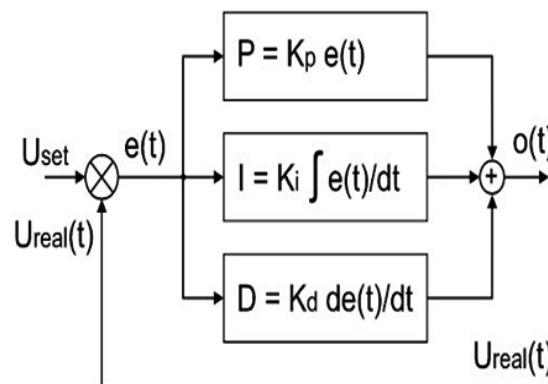 P = Kp e(t)
Uset
e(t)
o(t)
I = Ki ∫ e(t)/dt
+
Ureal(t)
D = Kd de(t)/dt
Ureal(t)